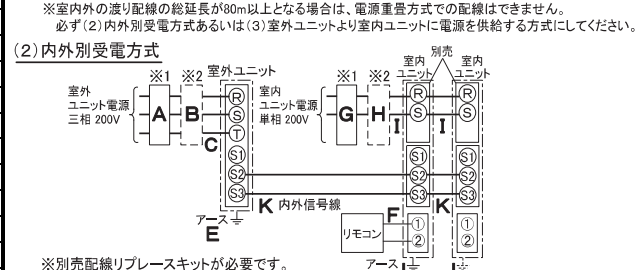 ※室内外の渡り配線の総延長が80m以上となる場合は、電源重畳方式での配線はできません。
必ず(2)内外別受電方式あるいは(3)室外ユニットより室内ユニットに電源を供給する方式にしてください。
(2)内外別受電方式
別売
※1 ※2 室外ユニット
※1 ※2
室内ユニット
室内ユニット
室外
ユニット電源
三相 200V
A
B
C
R
S
T
S1
S2
S3
アース
E
室内
ユニット電源
単相 200V
G
H
I
I
R
S
R
S
S1
S2
S3
S1
S2
S3
K 内外信号線
K
F
リモコン
①
②
①
②
アース
※別売配線リプレースキットが必要です。